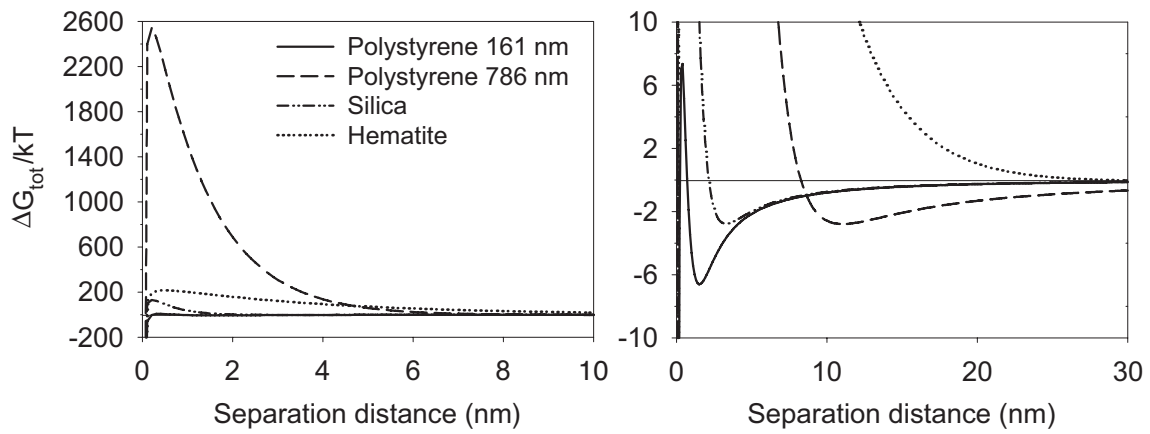 ΔG_tot/kT
2600
2200
1800
1400
1000
600
200
-200
Polystyrene 161 nm
Polystyrene 786 nm
Silica
Hematite
0 2 4 6 8 10
Separation distance (nm)
10
6
2
-2
-6
-10
0 10 20 30
Separation distance (nm)